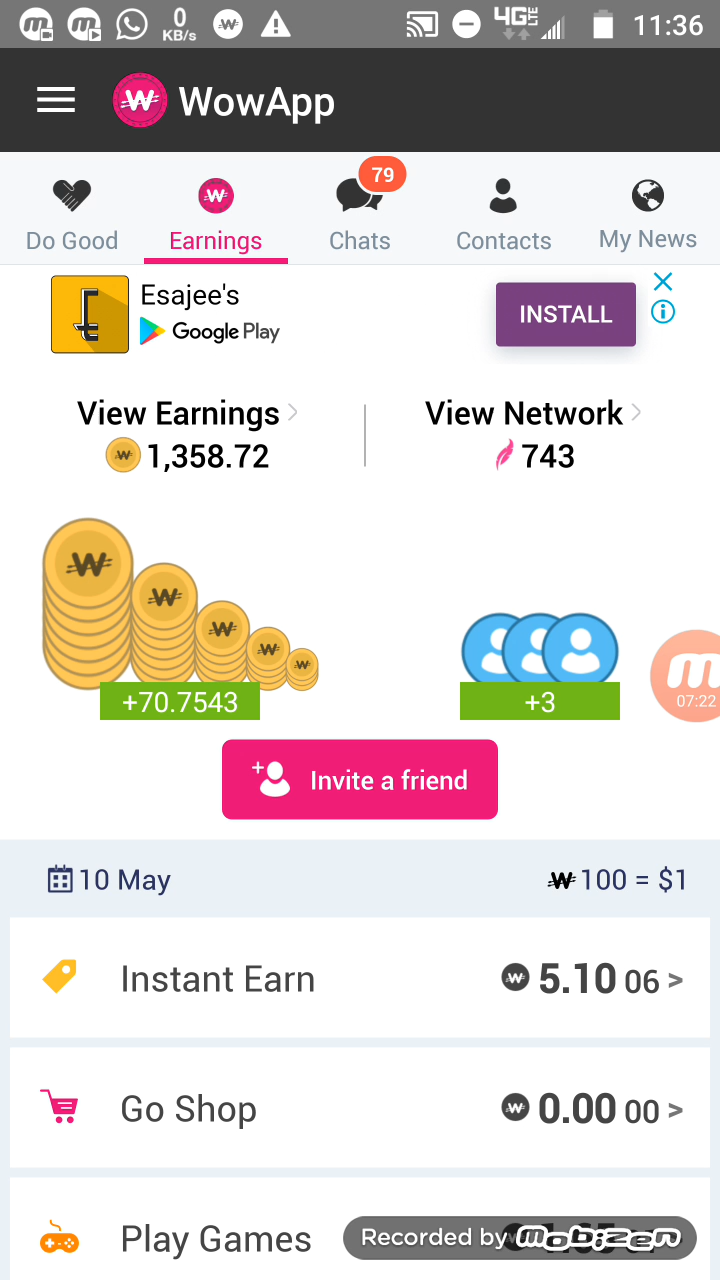 0
KB/s
4G LTE
11:36
WowApp
79
Do Good
Earnings
Chats
Contacts
My News
Esajee's
Google Play
INSTALL
View Earnings >
1,358.72
View Network >
743
+70.7543
+3
07:22
Invite a friend
10 May
100 = $1
Instant Earn
5.10 06 >
Go Shop
0.00 00 >
Play Games
Recorded by mobizen